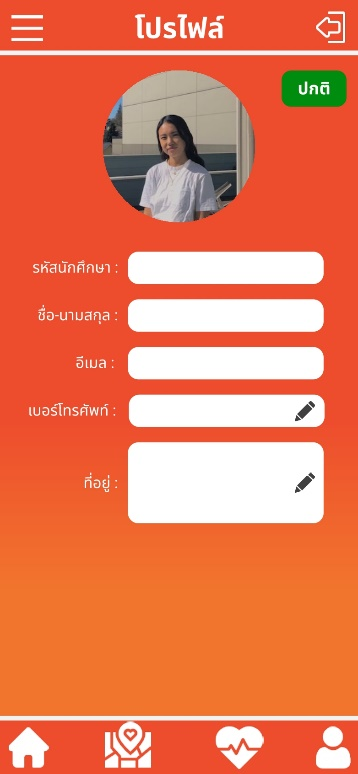 โปรไฟล์
ปกติ
รหัสนักศึกษา :
ชื่อ-นามสกุล :
อีเมล :
เบอร์โทรศัพท์ :
ที่อยู่ :